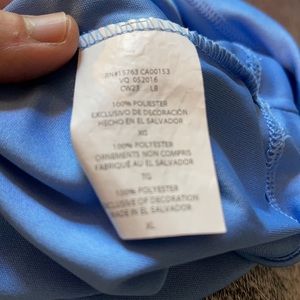 RN#15763 CA00153
VQ 052016
CW23 LB
100% POLYESTER
EXCLUSIVO DE DECORACIÓN
HECHO EN EL SALVADOR
XG
100% POLYESTER
ORNEMENTS NON COMPRIS
FABRIQUÉ AU EL SALVADOR
TG
100% POLYESTER
EXCLUSIVE OF DECORATION
MADE IN EL SALVADOR
XL